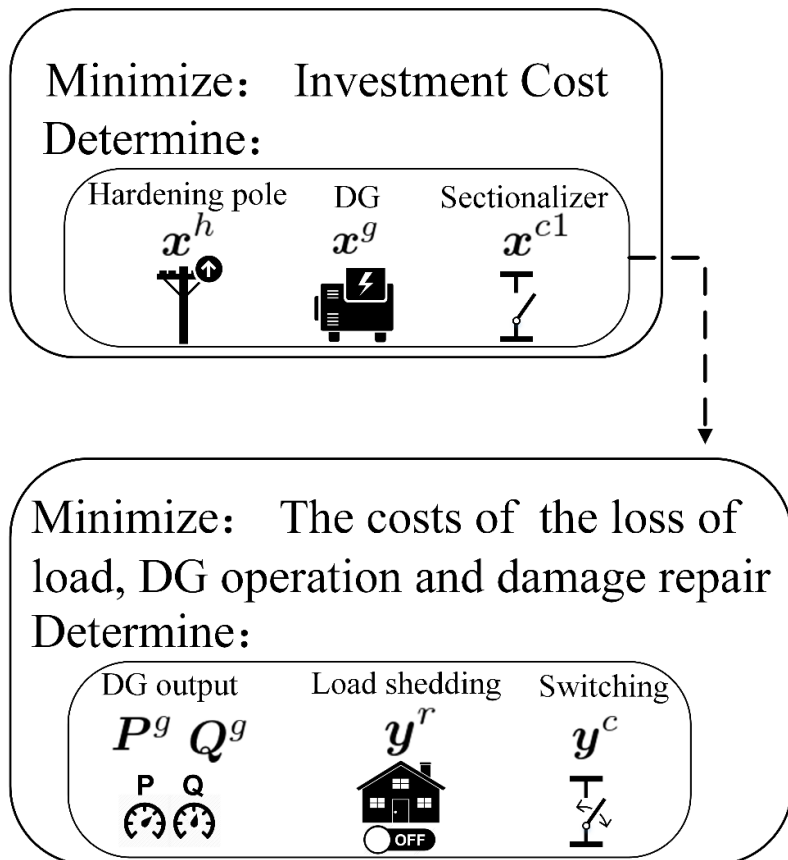 Minimize： Investment Cost
Determine：
Hardening pole DG Sectionalizer
x^h x^g x^{c1}
Minimize： The costs of the loss of
load, DG operation and damage repair
Determine：
DG output Load shedding Switching
P^g Q^g y^r y^c
P Q
OFF